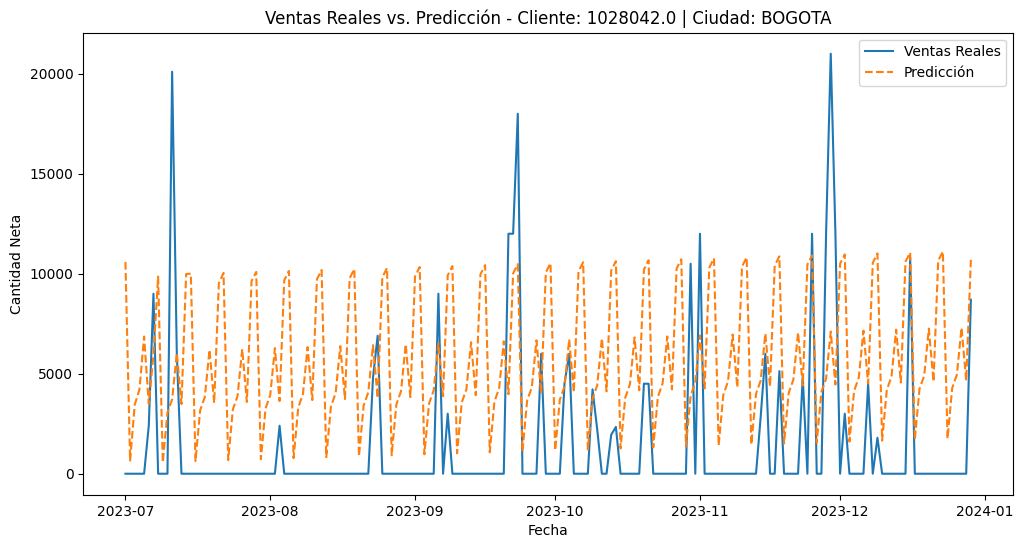 Ventas Reales vs. Predicción - Cliente: 1028042.0 | Ciudad: BOGOTA
Ventas Reales
Predicción
Cantidad Neta
20000
15000
10000
5000
0
2023-07
2023-08
2023-09
2023-10
2023-11
2023-12
2024-01
Fecha